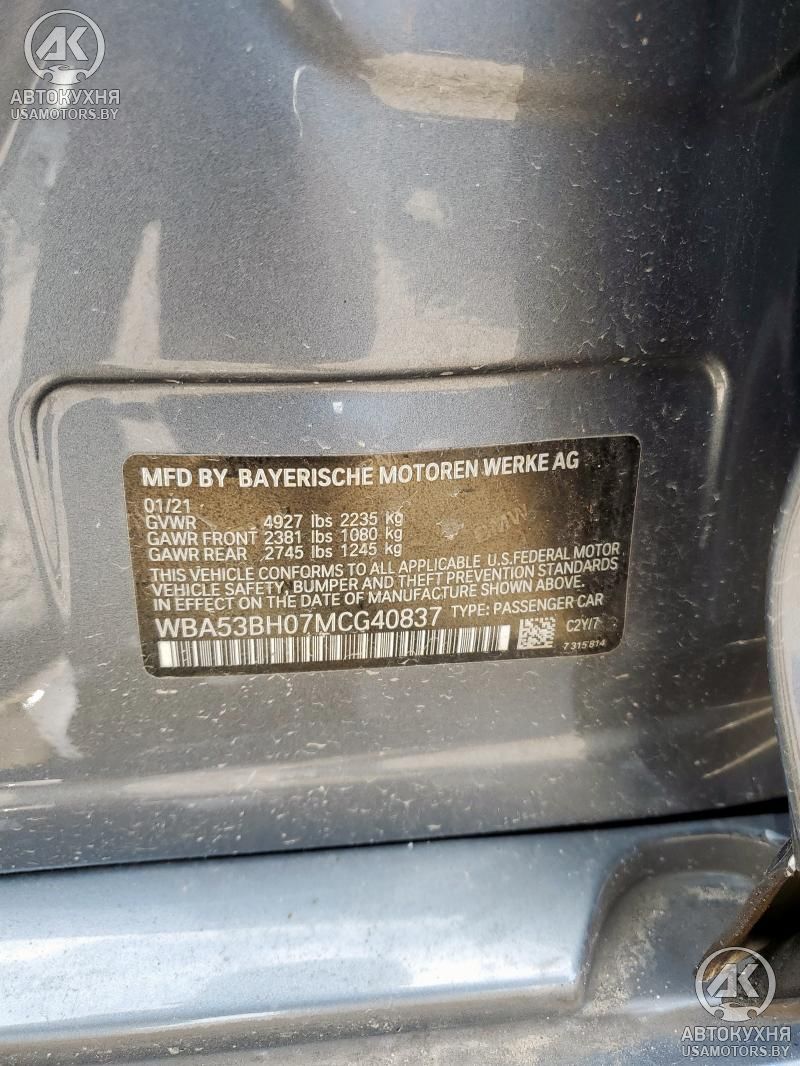 AK
АВТОКУХНЯ
USAMOTORS.BY
MFD BY BAYERISCHE MOTOREN WERKE AG
01/21
GVWR 4927 lbs 2235 kg
GAWR FRONT 2381 lbs 1080 kg
GAWR REAR 2745 lbs 1245 kg
BMW
THIS VEHICLE CONFORMS TO ALL APPLICABLE U.S.FEDERAL MOTOR
VEHICLE SAFETY, BUMPER AND THEFT PREVENTION STANDARDS
IN EFFECT ON THE DATE OF MANUFACTURE SHOWN ABOVE.
WBA53BH07MCG40837 TYPE: PASSENGER CAR
C2Y/7
7 315 814
AK
АВТОКУХНЯ
USAMOTORS.BY